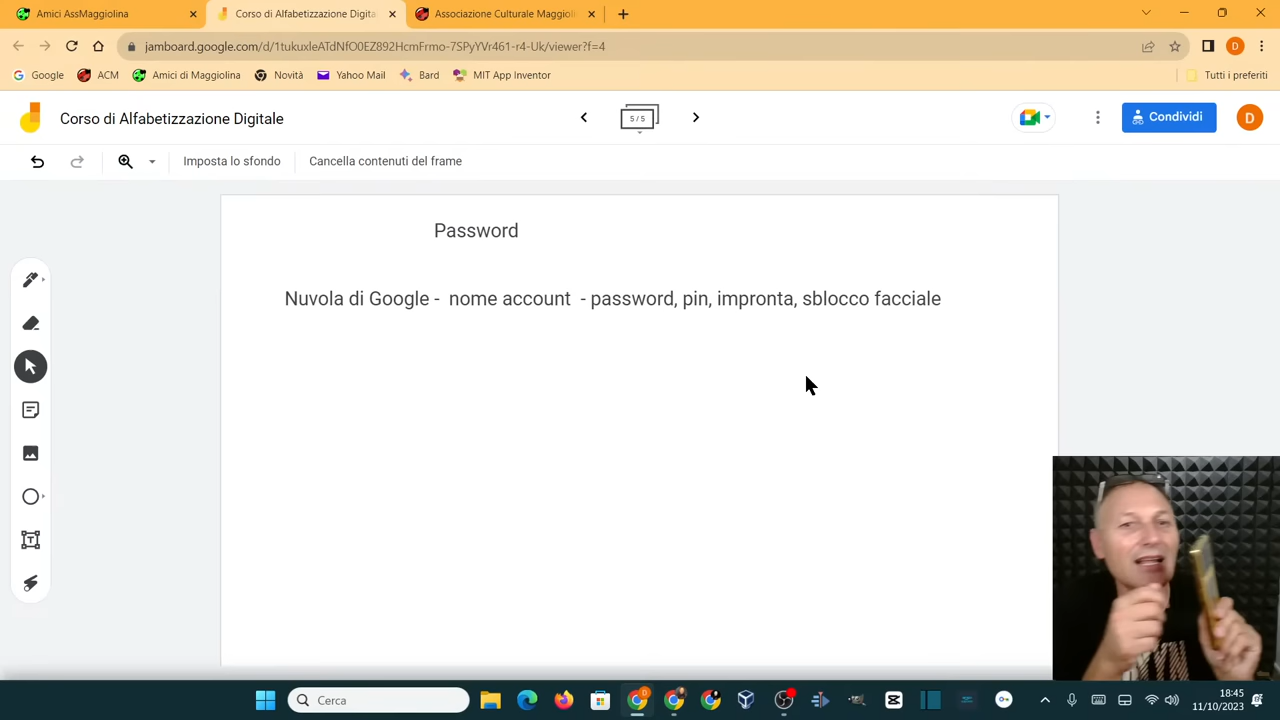 Amici AssMaggiolina
Corso di Alfabetizzazione Digita
Associazione Culturale Maggioli
jamboard.google.com/d/1tukuxleATdNfO0EZ892HcmFrmo-7SPyYVr461-r4-Uk/viewer?f=4
D
Google
ACM
Amici di Maggiolina
Novità
Yahoo Mail
Bard
MIT App Inventor
Tutti i preferiti
Corso di Alfabetizzazione Digitale
5 / 5
Condividi
D
Imposta lo sfondo
Cancella contenuti del frame
Password
Nuvola di Google - nome account - password, pin, impronta, sblocco facciale
Cerca
18:45
11/10/2023